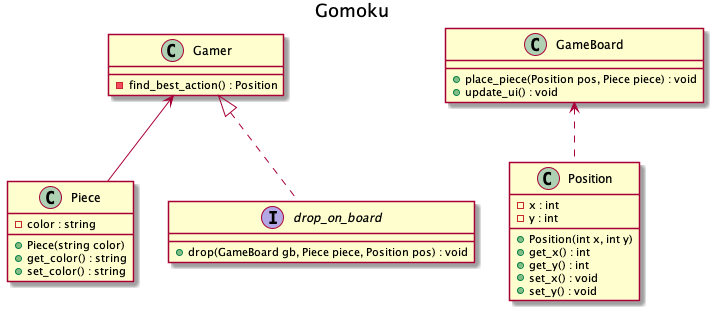 Gomoku
C Gamer
find_best_action() : Position
C GameBoard
place_piece(Position pos, Piece piece) : void
update_ui() : void
C Piece
color : string
Piece(string color)
get_color() : string
set_color() : string
I drop_on_board
drop(GameBoard gb, Piece piece, Position pos) : void
C Position
x : int
y : int
Position(int x, int y)
get_x() : int
get_y() : int
set_x() : void
set_y() : void